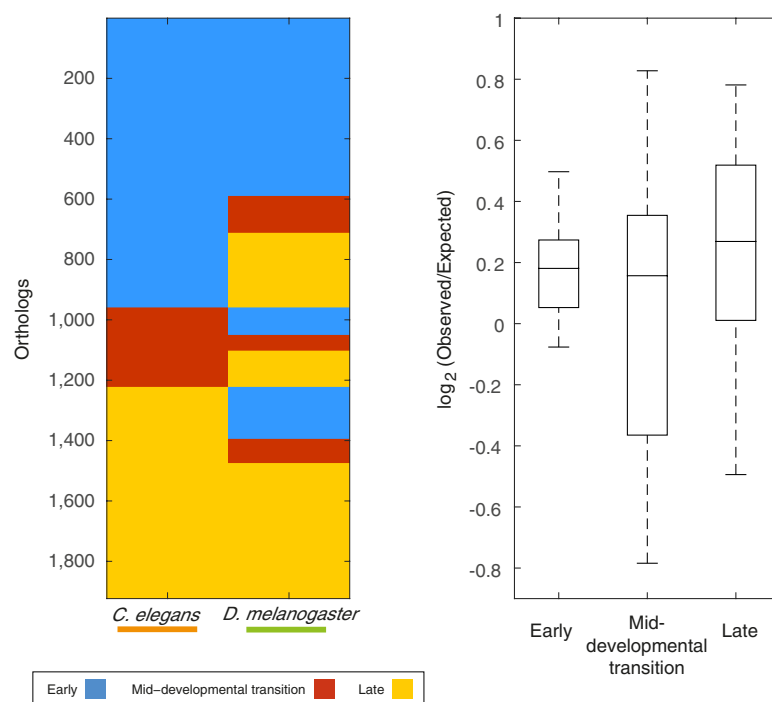 200
400
600
800
1,000
1,200
1,400
1,600
1,800
Orthologs
C. elegans
D. melanogaster
Early
Mid-developmental transition
Late
1
0.8
0.6
0.4
0.2
0
-0.2
-0.4
-0.6
-0.8
log2 (Observed/Expected)
Early
Mid-
developmental
transition
Late